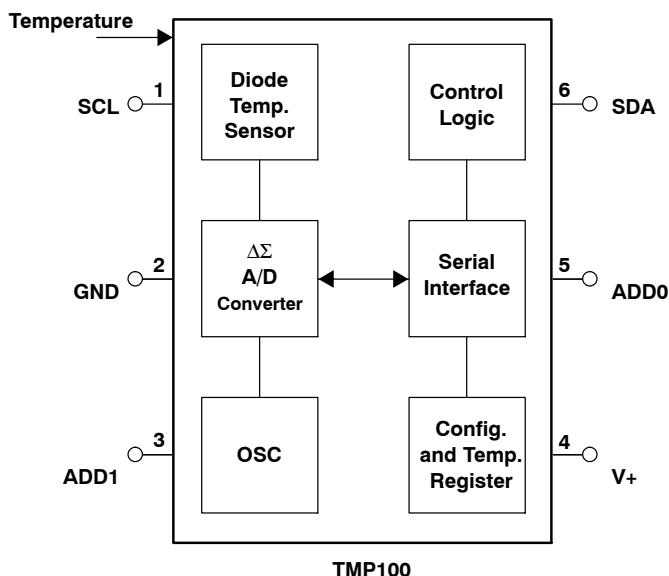 Temperature
1
SCL
Diode
Temp.
Sensor
Control
Logic
6
SDA
2
GND
ΔΣ
A/D
Converter
Serial
Interface
5
ADD0
3
ADD1
OSC
Config.
and Temp.
Register
4
V+
TMP100